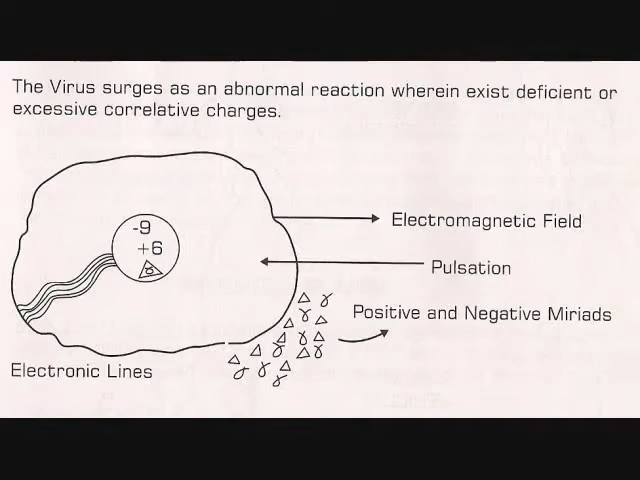 The Virus surges as an abnormal reaction wherein exist deficient or
excessive correlative charges.
-9
+6
Electromagnetic Field
Pulsation
Positive and Negative Miriads
Electronic Lines